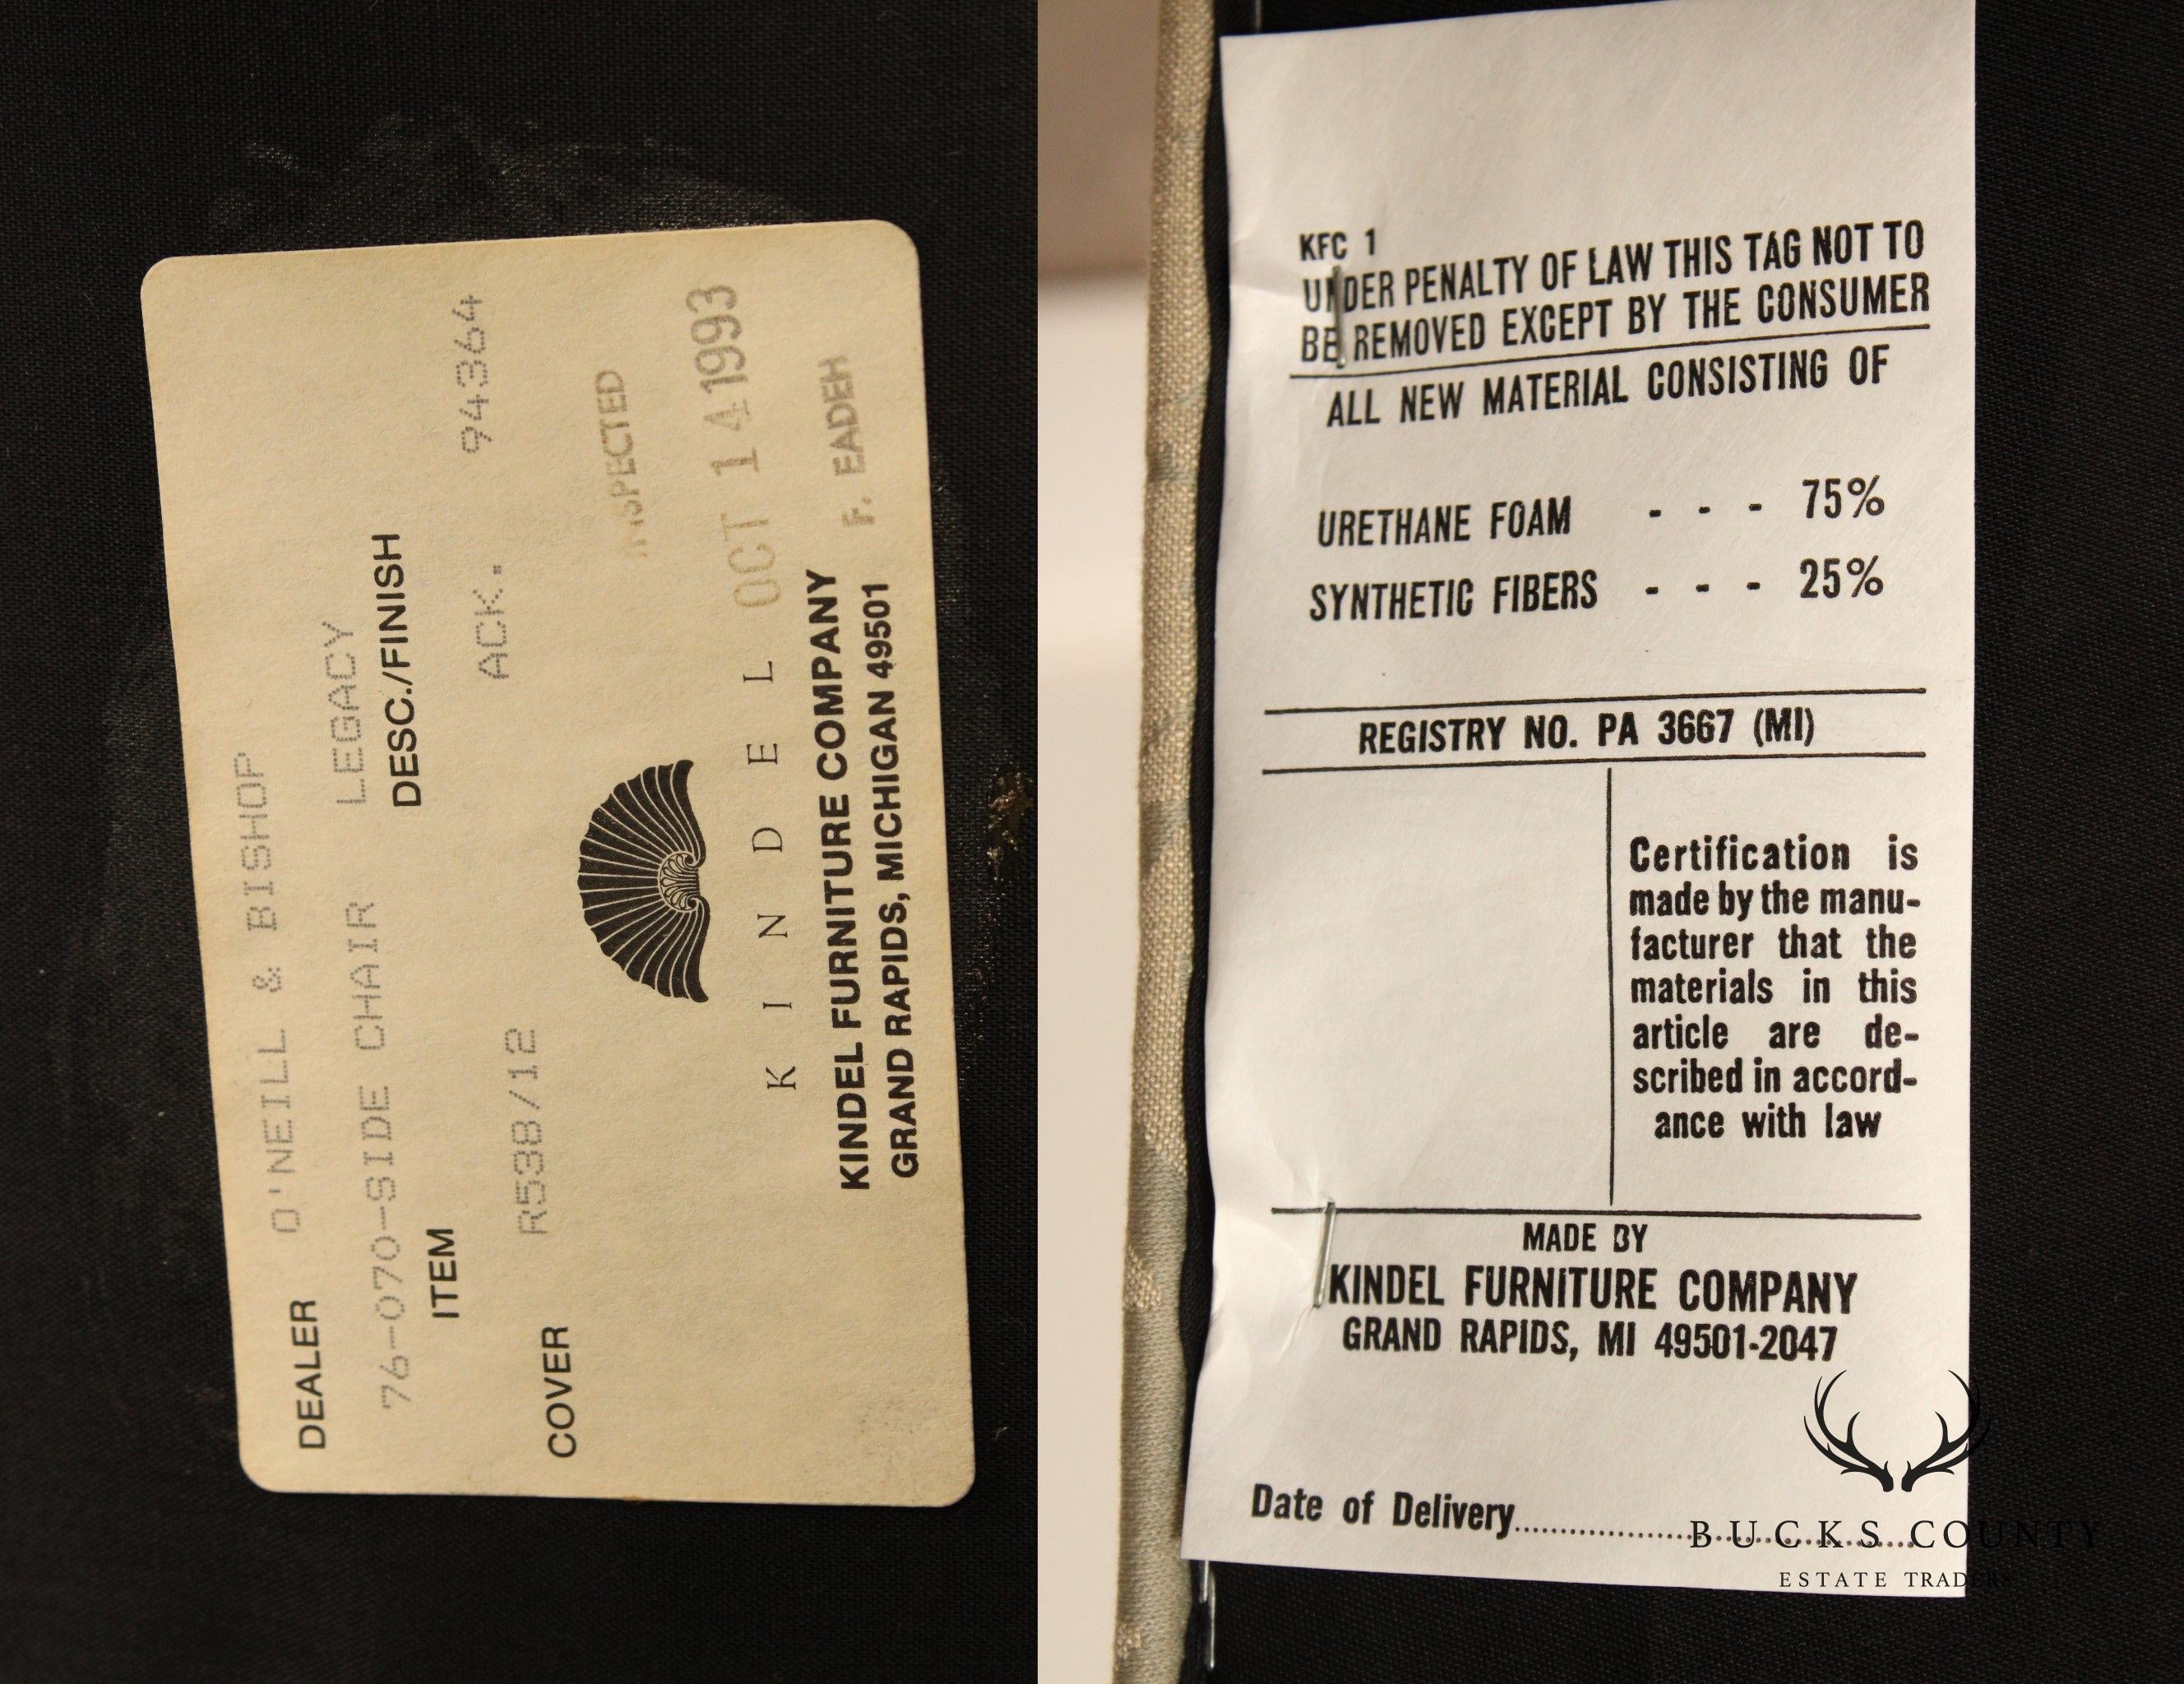 DEALER O'NEILL & BISHOP
76-070-SIDE CHAIR LEGACY
ITEM DESC./FINISH
ACK. 94364
COVER R538/12
INSPECTED
KINDEL OCT 14 1993
KINDEL FURNITURE COMPANY F. EADEH
GRAND RAPIDS, MICHIGAN 49501
KFC 1
UNDER PENALTY OF LAW THIS TAG NOT TO
BE REMOVED EXCEPT BY THE CONSUMER
ALL NEW MATERIAL CONSISTING OF
URETHANE FOAM - - - 75%
SYNTHETIC FIBERS - - - 25%
REGISTRY NO. PA 3667 (MI)
Certification is
made by the manu-
facturer that the
materials in this
article are de-
scribed in accord-
ance with law
MADE BY
KINDEL FURNITURE COMPANY
GRAND RAPIDS, MI 49501-2047
Date of Delivery
BUCKS COUNTY
ESTATE TRADERS